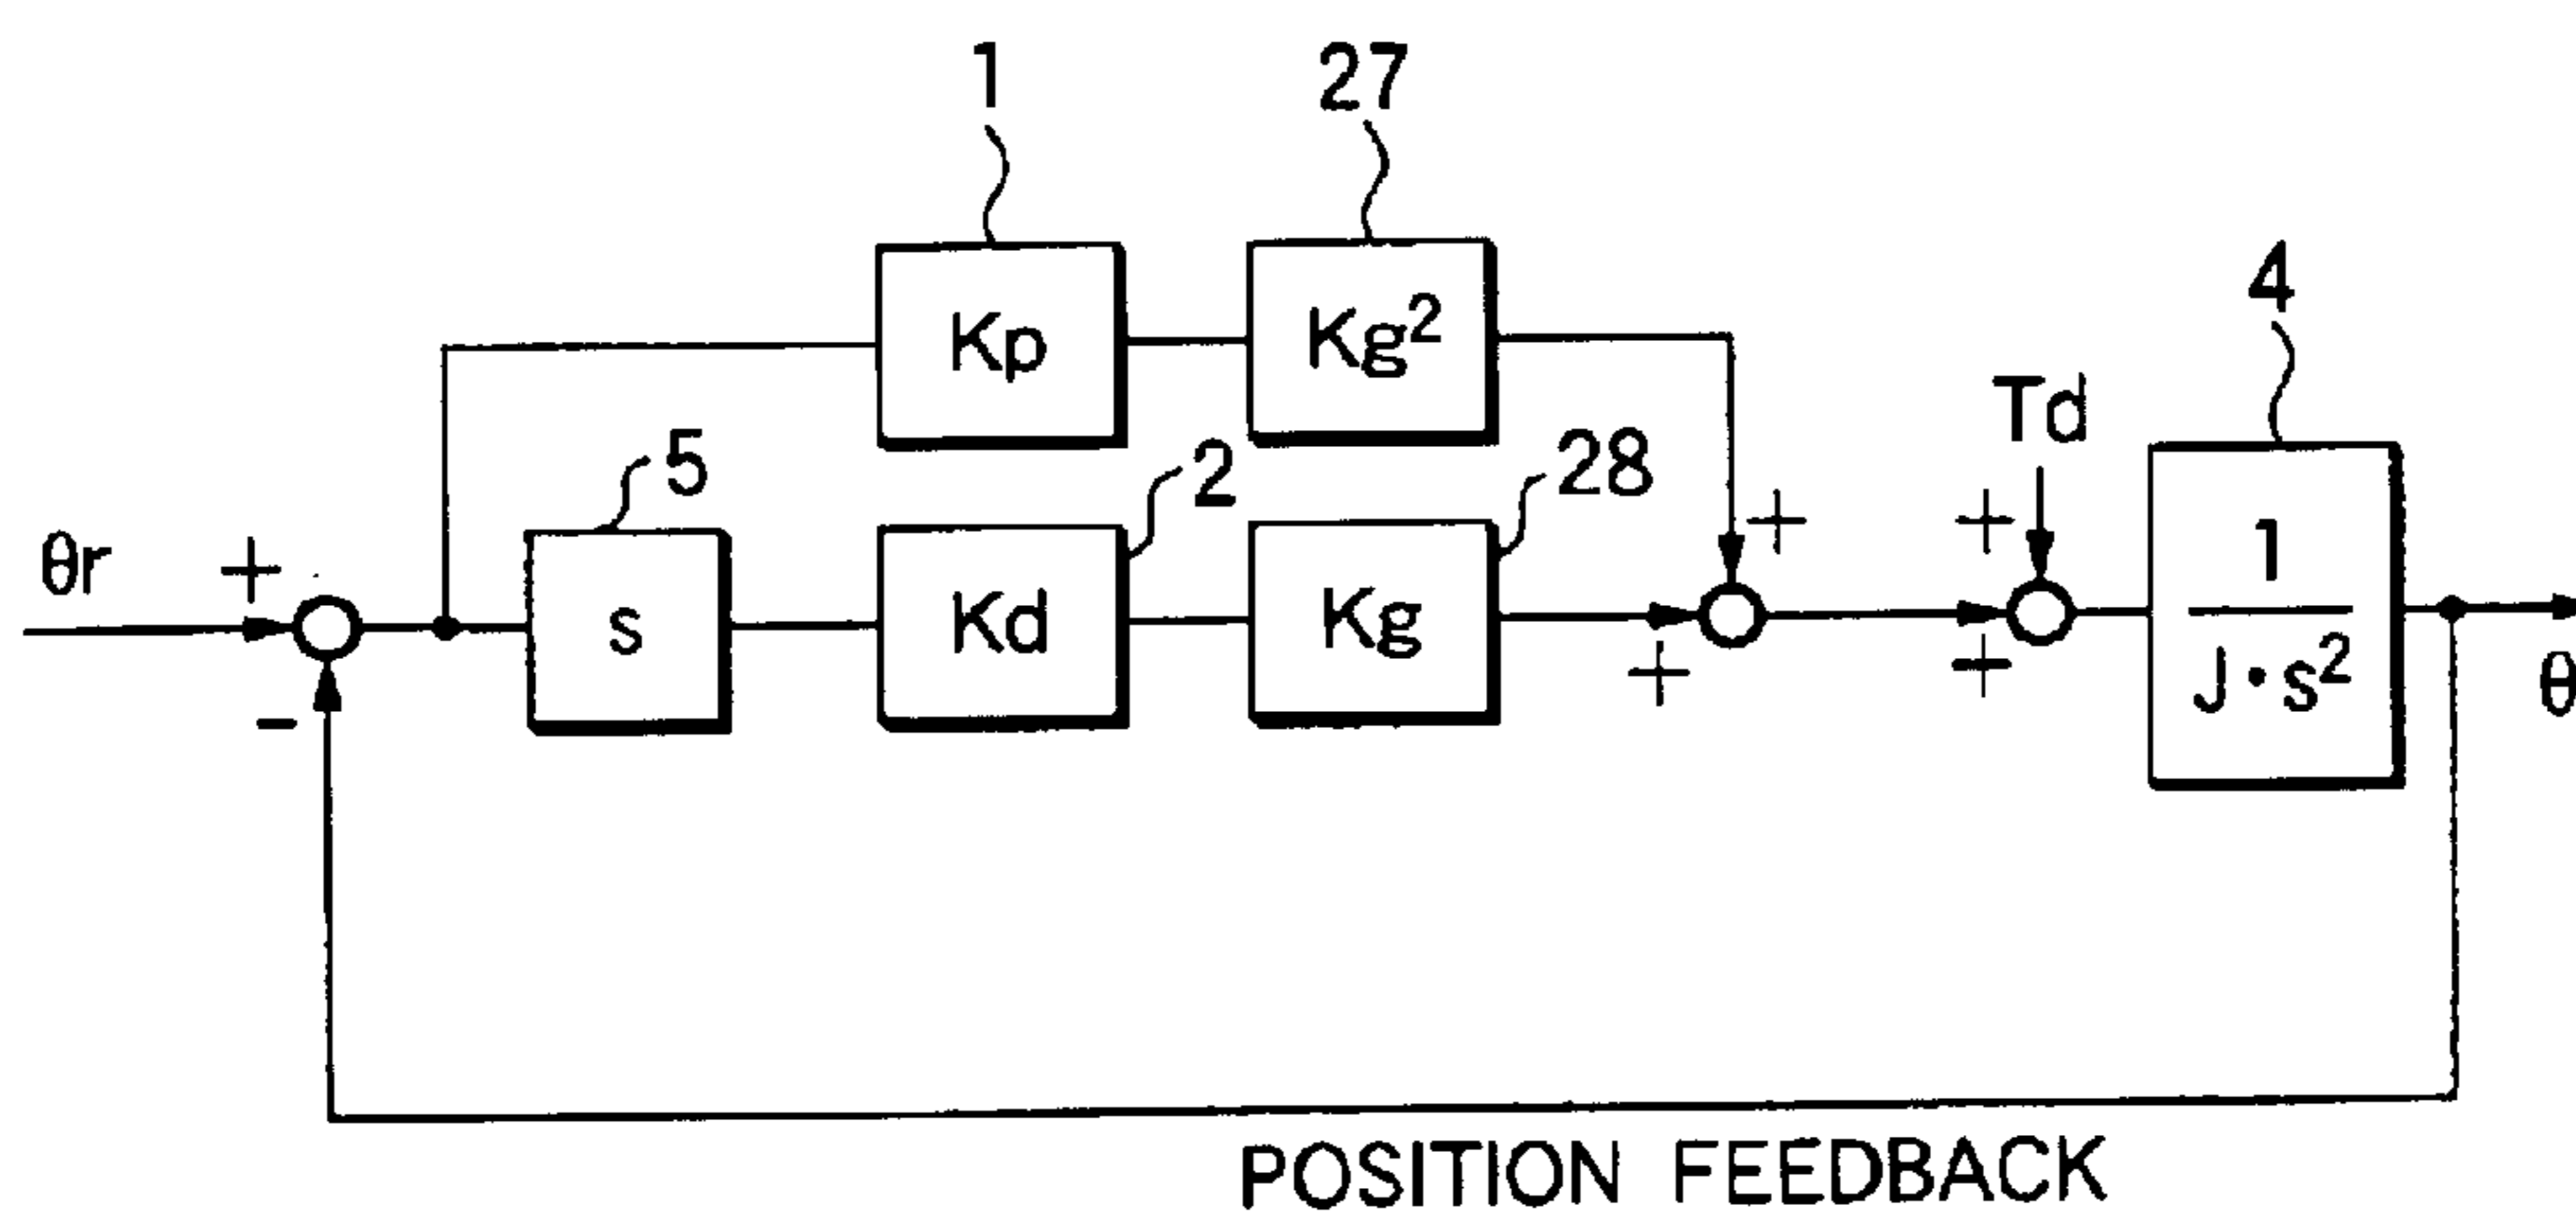 1
27
4
Kp
Kg²
Td
5
2
28
θr
+
s
Kd
Kg
+
+
1
J・s²
-
+
+
θ
POSITION FEEDBACK